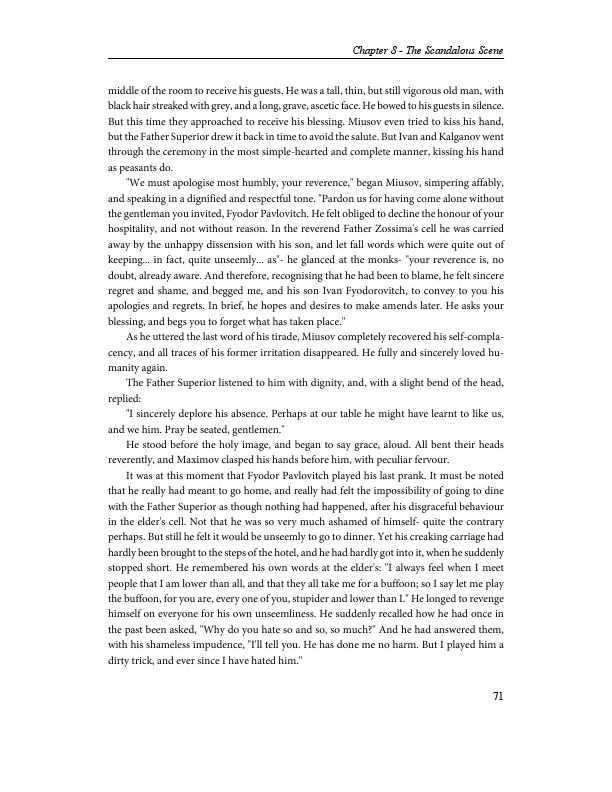 Chapter 8 - The Scandalous Scene
middle of the room to receive his guests. He was a tall, thin, but still vigorous old man, with
black hair streaked with grey, and a long, grave, ascetic face. He bowed to his guests in silence.
But this time they approached to receive his blessing. Miusov even tried to kiss his hand,
but the Father Superior drew it back in time to avoid the salute. But Ivan and Kalganov went
through the ceremony in the most simple-hearted and complete manner, kissing his hand
as peasants do.
"We must apologise most humbly, your reverence," began Miusov, simpering affably,
and speaking in a dignified and respectful tone. "Pardon us for having come alone without
the gentleman you invited, Fyodor Pavlovitch. He felt obliged to decline the honour of your
hospitality, and not without reason. In the reverend Father Zossima's cell he was carried
away by the unhappy dissension with his son, and let fall words which were quite out of
keeping... in fact, quite unseemly... as"- he glanced at the monks- "your reverence is, no
doubt, already aware. And therefore, recognising that he had been to blame, he felt sincere
regret and shame, and begged me, and his son Ivan Fyodorovitch, to convey to you his
apologies and regrets. In brief, he hopes and desires to make amends later. He asks your
blessing, and begs you to forget what has taken place."
As he uttered the last word of his tirade, Miusov completely recovered his self-compla-
cency, and all traces of his former irritation disappeared. He fully and sincerely loved hu-
manity again.
The Father Superior listened to him with dignity, and, with a slight bend of the head,
replied:
"I sincerely deplore his absence. Perhaps at our table he might have learnt to like us,
and we him. Pray be seated, gentlemen."
He stood before the holy image, and began to say grace, aloud. All bent their heads
reverently, and Maximov clasped his hands before him, with peculiar fervour.
It was at this moment that Fyodor Pavlovitch played his last prank. It must be noted
that he really had meant to go home, and really had felt the impossibility of going to dine
with the Father Superior as though nothing had happened, after his disgraceful behaviour
in the elder's cell. Not that he was so very much ashamed of himself- quite the contrary
perhaps. But still he felt it would be unseemly to go to dinner. Yet his creaking carriage had
hardly been brought to the steps of the hotel, and he had hardly got into it, when he suddenly
stopped short. He remembered his own words at the elder's: "I always feel when I meet
people that I am lower than all, and that they all take me for a buffoon; so I say let me play
the buffoon, for you are, every one of you, stupider and lower than I." He longed to revenge
himself on everyone for his own unseemliness. He suddenly recalled how he had once in
the past been asked, "Why do you hate so and so, so much?" And he had answered them,
with his shameless impudence, "I'll tell you. He has done me no harm. But I played him a
dirty trick, and ever since I have hated him."
71